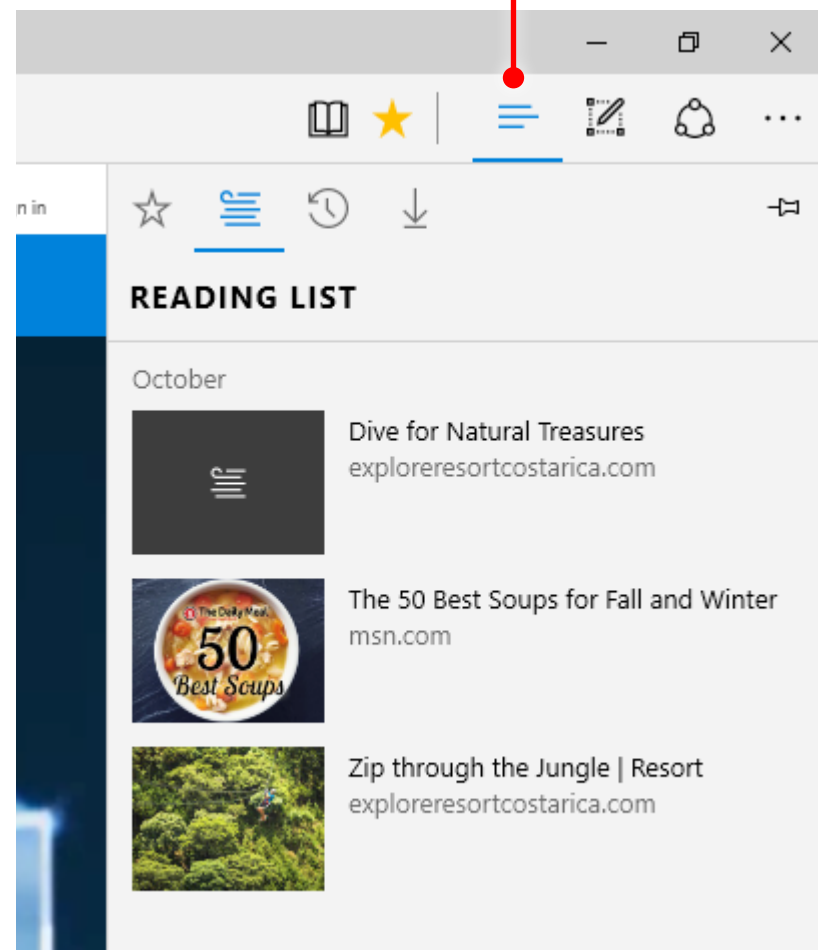 n in
READING LIST
October
Dive for Natural Treasures
exploreresortcostarica.com
The Daily Meal
50
Best Soups
The 50 Best Soups for Fall and Winter
msn.com
Zip through the Jungle | Resort
exploreresortcostarica.com